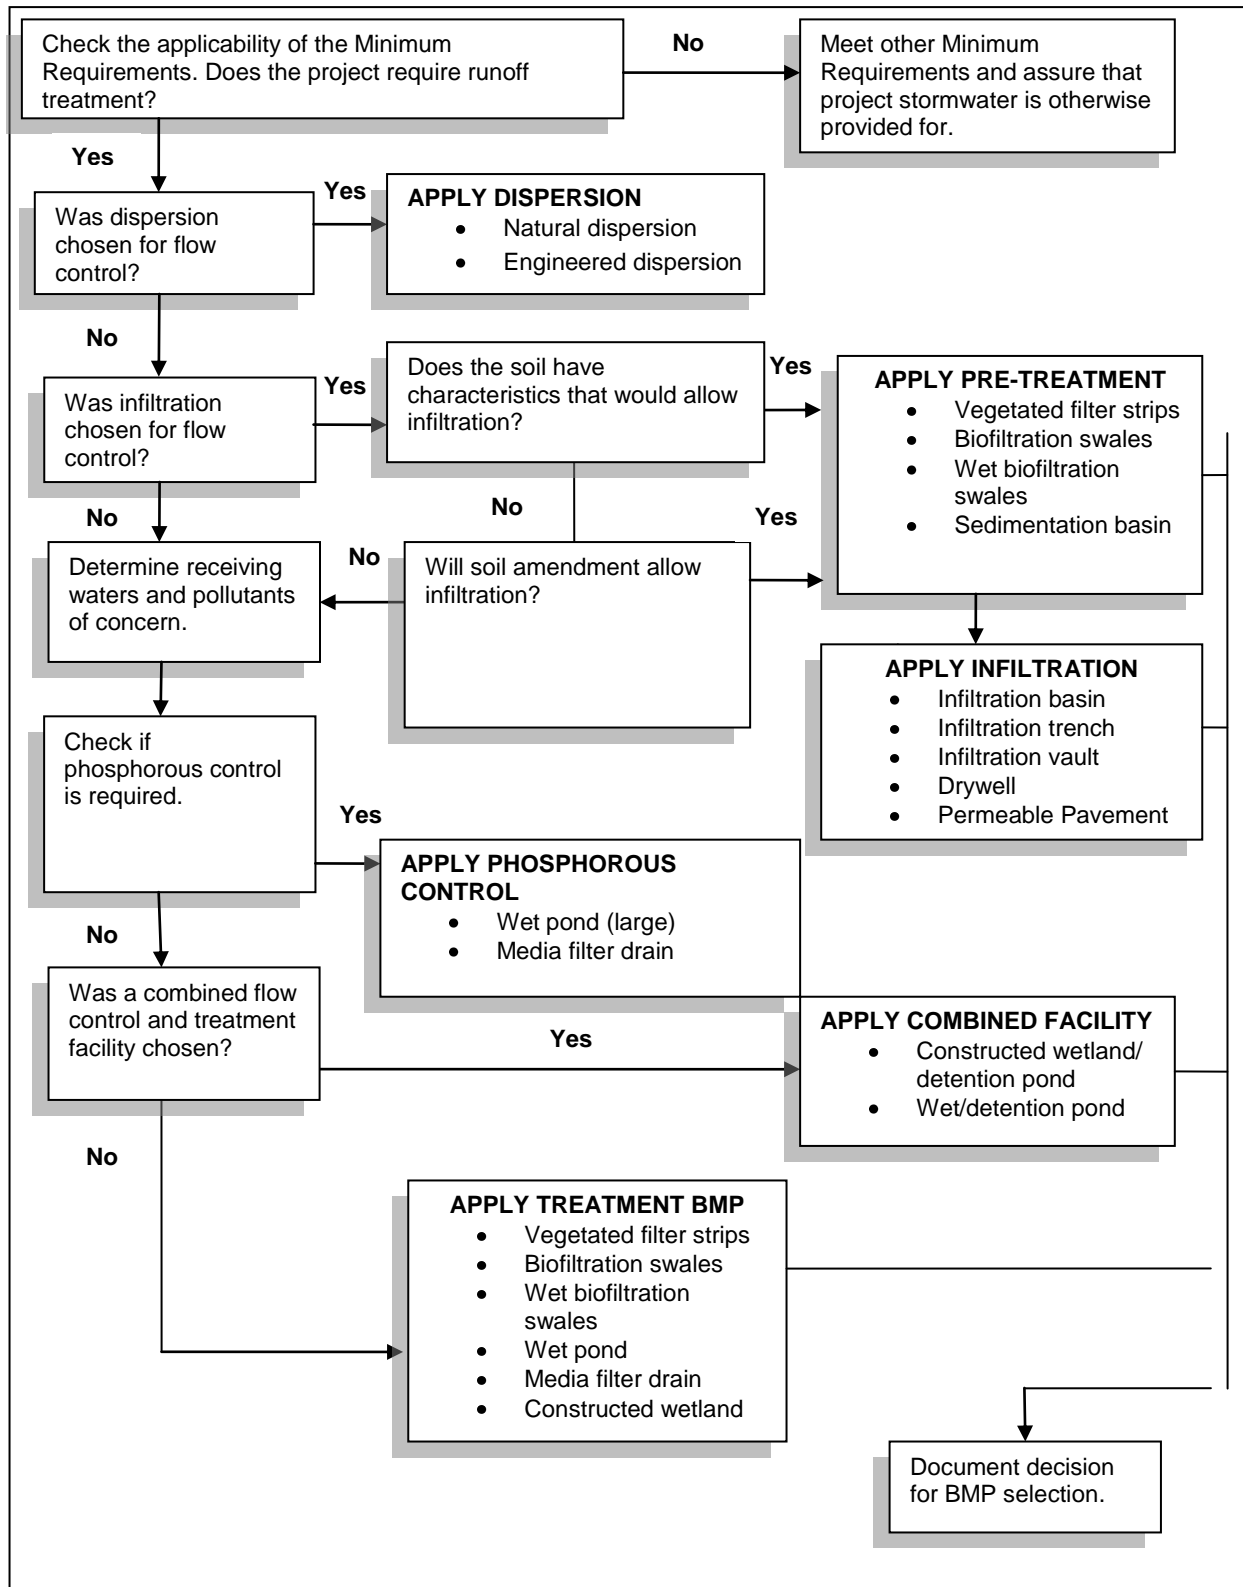 Check the applicability of the Minimum
Requirements. Does the project require runoff
treatment?
No
Meet other Minimum
Requirements and assure that
project stormwater is otherwise
provided for.
Yes
Was dispersion
chosen for flow
control?
Yes
APPLY DISPERSION
• Natural dispersion
• Engineered dispersion
No
Was infiltration
chosen for flow
control?
Yes
Does the soil have
characteristics that would allow
infiltration?
Yes
APPLY PRE-TREATMENT
• Vegetated filter strips
• Biofiltration swales
• Wet biofiltration
swales
• Sedimentation basin
No
No
Yes
Determine receiving
waters and pollutants
of concern.
No
Will soil amendment allow
infiltration?
APPLY INFILTRATION
• Infiltration basin
• Infiltration trench
• Infiltration vault
• Drywell
• Permeable Pavement
Check if
phosphorous control
is required.
Yes
APPLY PHOSPHOROUS
CONTROL
• Wet pond (large)
• Media filter drain
No
Was a combined flow
control and treatment
facility chosen?
Yes
APPLY COMBINED FACILITY
• Constructed wetland/
detention pond
• Wet/detention pond
No
APPLY TREATMENT BMP
• Vegetated filter strips
• Biofiltration swales
• Wet biofiltration
swales
• Wet pond
• Media filter drain
• Constructed wetland
Document decision
for BMP selection.